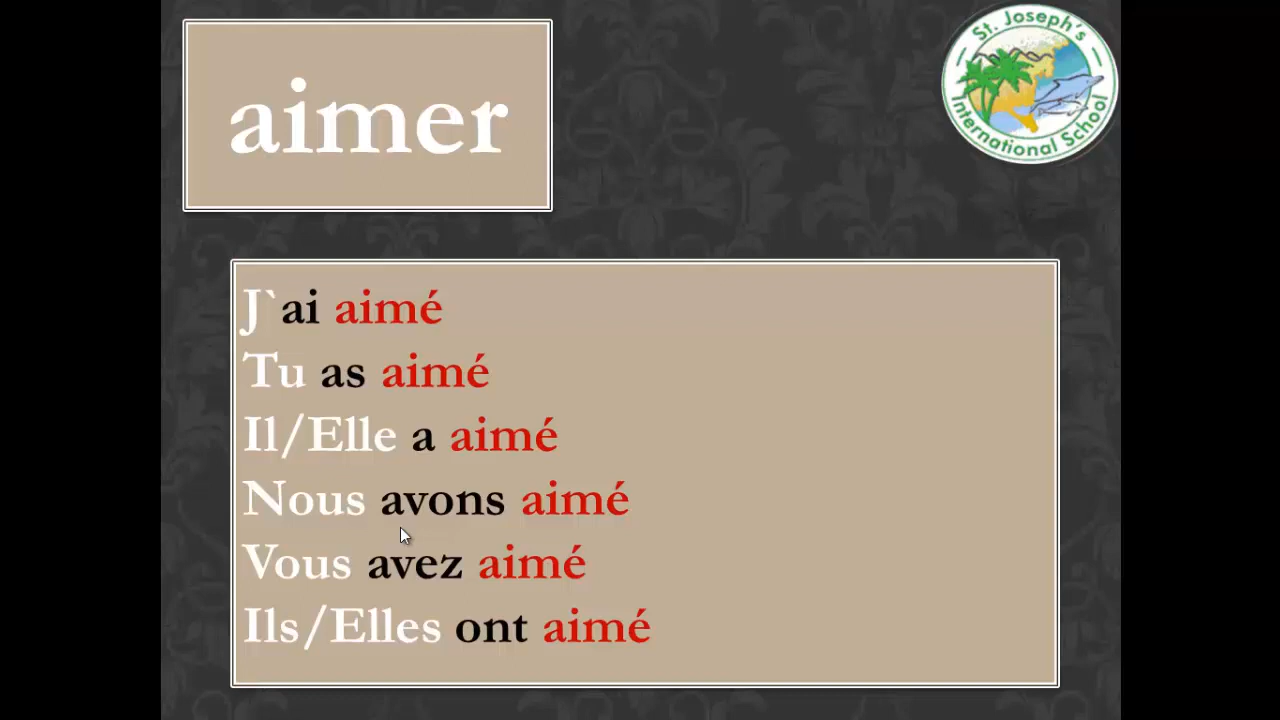 aimer
St. Joseph's
International School
J`ai aimé
Tu as aimé
Il/Elle a aimé
Nous avons aimé
Vous avez aimé
Ils/Elles ont aimé